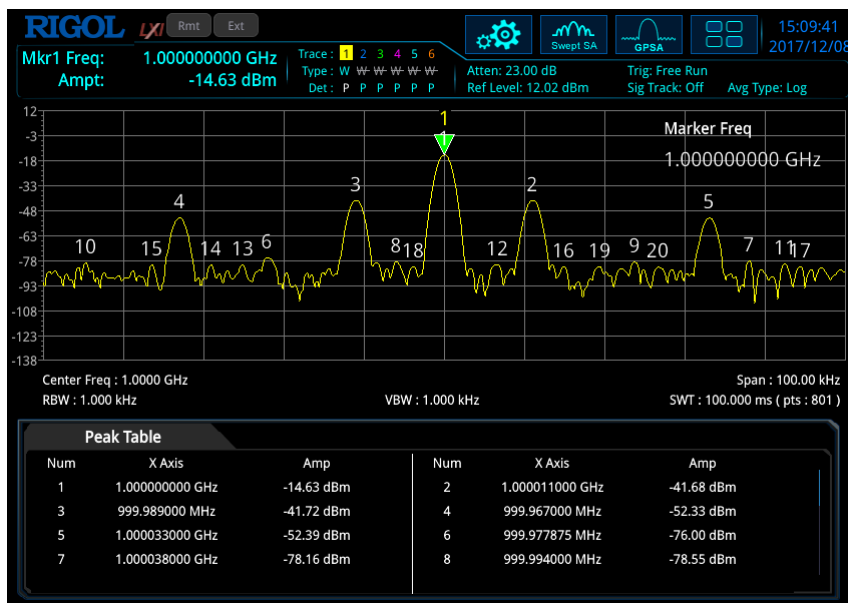 RIGOL LXI Rmt Ext Swept SA GPSA 15:09:41
2017/12/08
Mkr1 Freq: 1.000000000 GHz
Ampt: -14.63 dBm
Trace : 1 2 3 4 5 6
Type : W W W W W W
Det : P P P P P P
Atten: 23.00 dB Trig: Free Run
Ref Level: 12.02 dBm Sig Track: Off Avg Type: Log
12
-3
-18
-33
-48
-63
-78
-93
-108
-123
-138
1
1
Marker Freq
1.000000000 GHz
3 2
4 5
10 15 14 13 6 8 18 12 16 19 9 20 7 11 17
Center Freq : 1.0000 GHz Span : 100.00 kHz
RBW : 1.000 kHz VBW : 1.000 kHz SWT : 100.000 ms ( pts : 801 )
Peak Table
Num X Axis Amp Num X Axis Amp
1 1.000000000 GHz -14.63 dBm 2 1.000011000 GHz -41.68 dBm
3 999.989000 MHz -41.72 dBm 4 999.967000 MHz -52.33 dBm
5 1.000033000 GHz -52.39 dBm 6 999.977875 MHz -76.00 dBm
7 1.000038000 GHz -78.16 dBm 8 999.994000 MHz -78.55 dBm